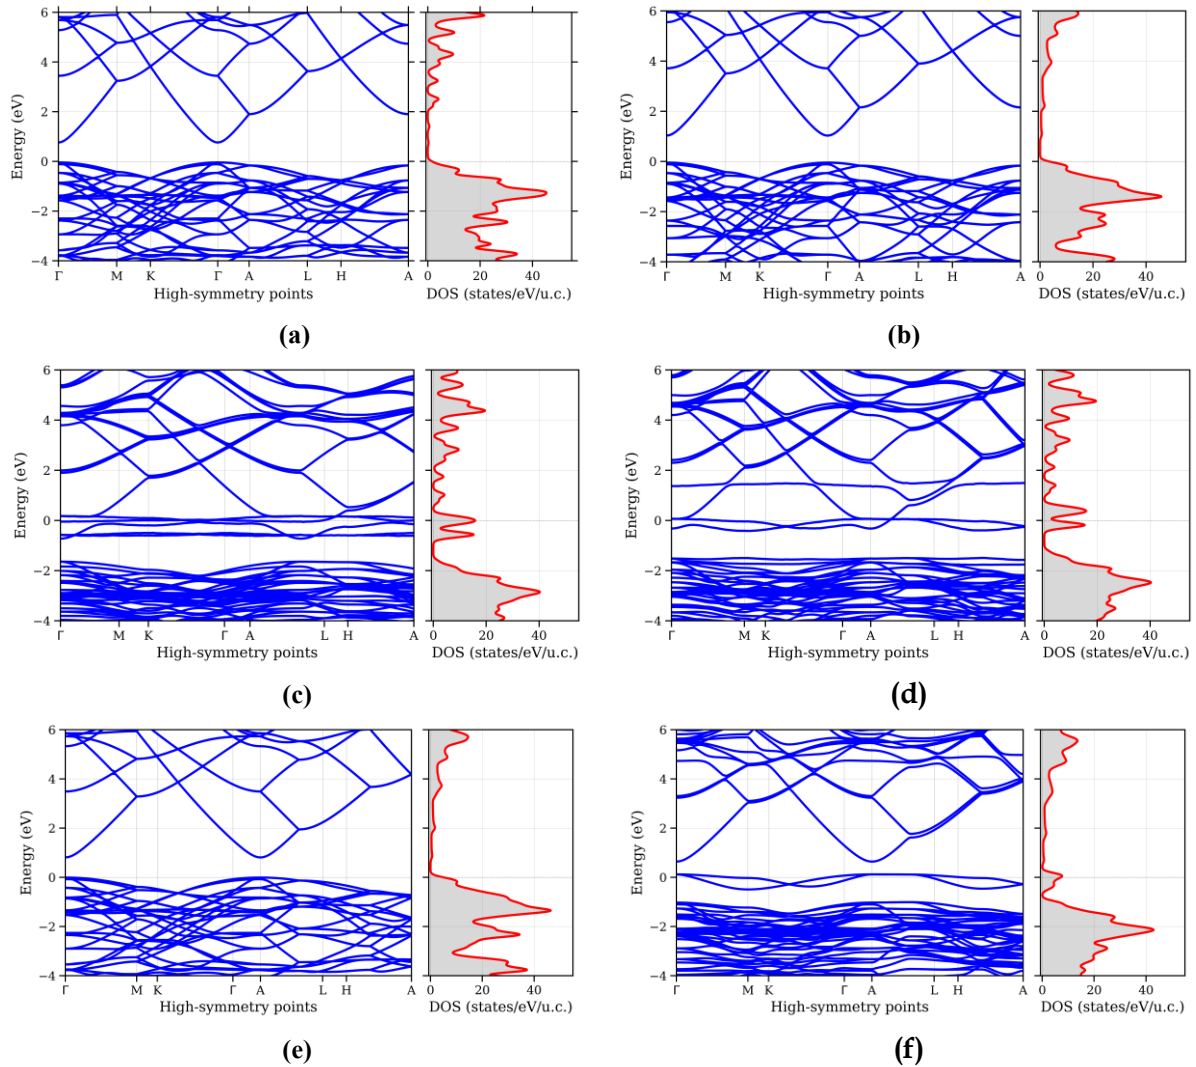 6
4
2
0
−2
−4
Energy (eV)
Γ M K Γ A L H A
High-symmetry points
0 20 40
DOS (states/eV/u.c.)
(a)
6
4
2
0
−2
−4
Energy (eV)
Γ M K Γ A L H A
High-symmetry points
0 20 40
DOS (states/eV/u.c.)
(b)
6
4
2
0
−2
−4
Energy (eV)
Γ M K Γ A L H A
High-symmetry points
0 20 40
DOS (states/eV/u.c.)
(c)
6
4
2
0
−2
−4
Energy (eV)
Γ M K Γ A L H A
High-symmetry points
0 20 40
DOS (states/eV/u.c.)
(d)
6
4
2
0
−2
−4
Energy (eV)
Γ M K Γ A L H A
High-symmetry points
0 20 40
DOS (states/eV/u.c.)
(e)
6
4
2
0
−2
−4
Energy (eV)
Γ M K Γ A L H A
High-symmetry points
0 20 40
DOS (states/eV/u.c.)
(f)